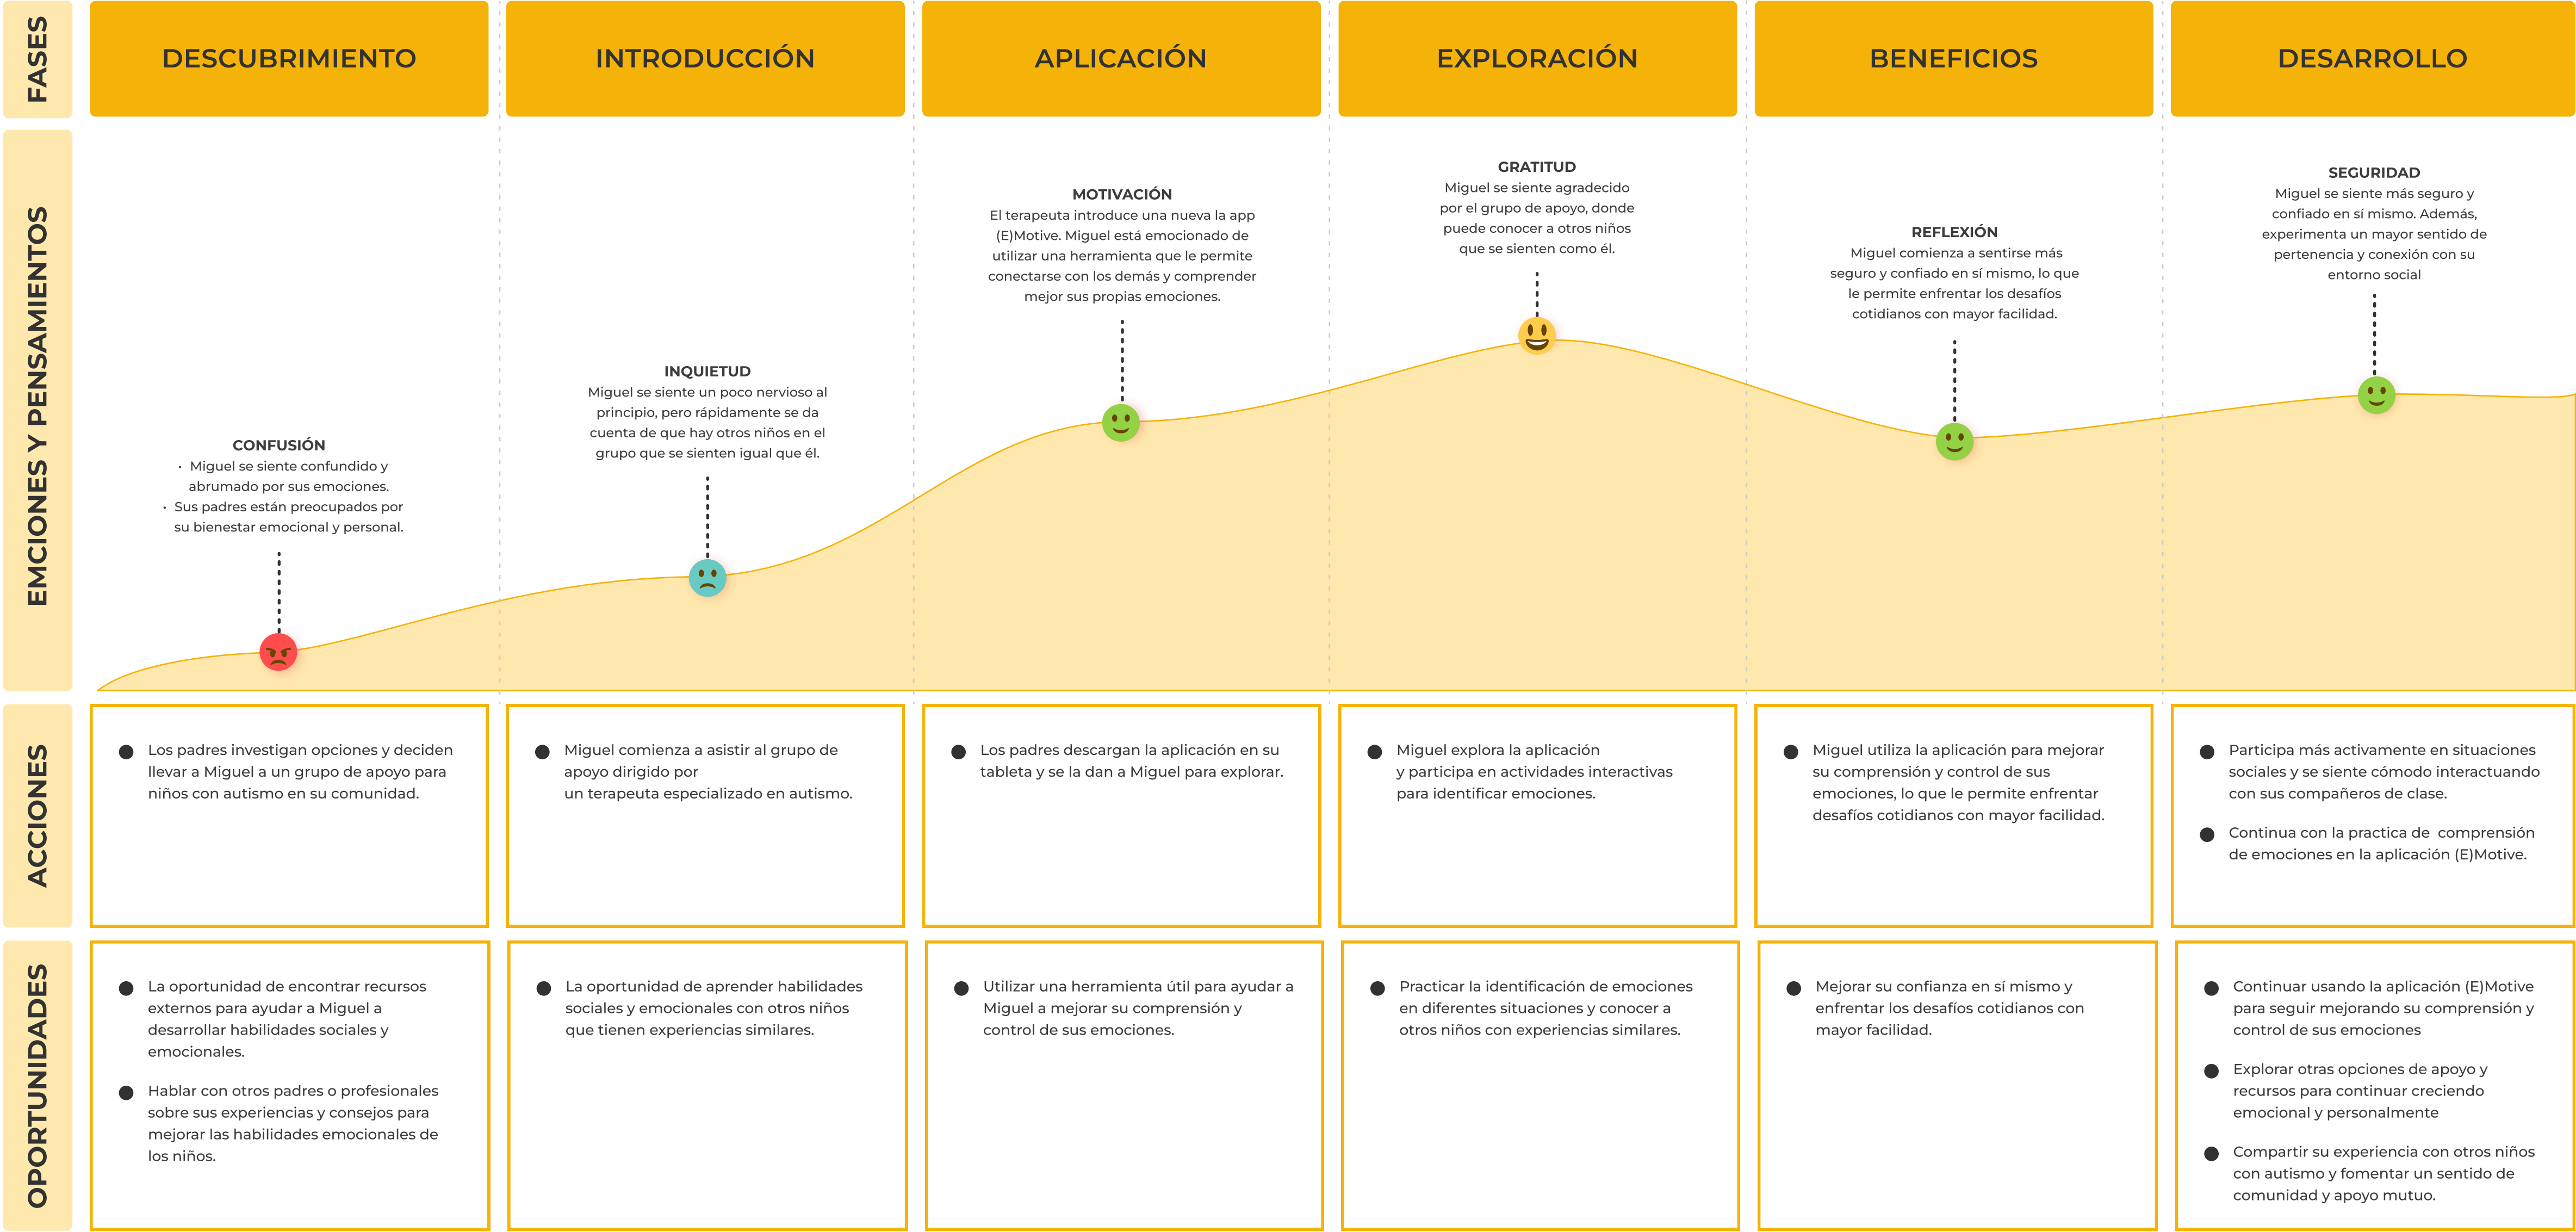 FASES
DESCUBRIMIENTO
INTRODUCCIÓN
APLICACIÓN
EXPLORACIÓN
BENEFICIOS
DESARROLLO
EMCIONES Y PENSAMIENTOS
CONFUSIÓN
· Miguel se siente confundido y
abrumado por sus emociones.
· Sus padres están preocupados por
su bienestar emocional y personal.
INQUIETUD
Miguel se siente un poco nervioso al
principio, pero rápidamente se da
cuenta de que hay otros niños en el
grupo que se sienten igual que él.
MOTIVACIÓN
El terapeuta introduce una nueva la app
(E)Motive. Miguel está emocionado de
utilizar una herramienta que le permite
conectarse con los demás y comprender
mejor sus propias emociones.
GRATITUD
Miguel se siente agradecido
por el grupo de apoyo, donde
puede conocer a otros niños
que se sienten como él.
REFLEXIÓN
Miguel comienza a sentirse más
seguro y confiado en sí mismo, lo que
le permite enfrentar los desafíos
cotidianos con mayor facilidad.
SEGURIDAD
Miguel se siente más seguro y
confiado en sí mismo. Además,
experimenta un mayor sentido de
pertenencia y conexión con su
entorno social
ACCIONES
● Los padres investigan opciones y deciden
llevar a Miguel a un grupo de apoyo para
niños con autismo en su comunidad.
● Miguel comienza a asistir al grupo de
apoyo dirigido por
un terapeuta especializado en autismo.
● Los padres descargan la aplicación en su
tableta y se la dan a Miguel para explorar.
● Miguel explora la aplicación
y participa en actividades interactivas
para identificar emociones.
● Miguel utiliza la aplicación para mejorar
su comprensión y control de sus
emociones, lo que le permite enfrentar
desafíos cotidianos con mayor facilidad.
● Participa más activamente en situaciones
sociales y se siente cómodo interactuando
con sus compañeros de clase.
● Continua con la practica de  comprensión
de emociones en la aplicación (E)Motive.
OPORTUNIDADES
● La oportunidad de encontrar recursos
externos para ayudar a Miguel a
desarrollar habilidades sociales y
emocionales.
● Hablar con otros padres o profesionales
sobre sus experiencias y consejos para
mejorar las habilidades emocionales de
los niños.
● La oportunidad de aprender habilidades
sociales y emocionales con otros niños
que tienen experiencias similares.
● Utilizar una herramienta útil para ayudar a
Miguel a mejorar su comprensión y
control de sus emociones.
● Practicar la identificación de emociones
en diferentes situaciones y conocer a
otros niños con experiencias similares.
● Mejorar su confianza en sí mismo y
enfrentar los desafíos cotidianos con
mayor facilidad.
● Continuar usando la aplicación (E)Motive
para seguir mejorando su comprensión y
control de sus emociones
● Explorar otras opciones de apoyo y
recursos para continuar creciendo
emocional y personalmente
● Compartir su experiencia con otros niños
con autismo y fomentar un sentido de
comunidad y apoyo mutuo.